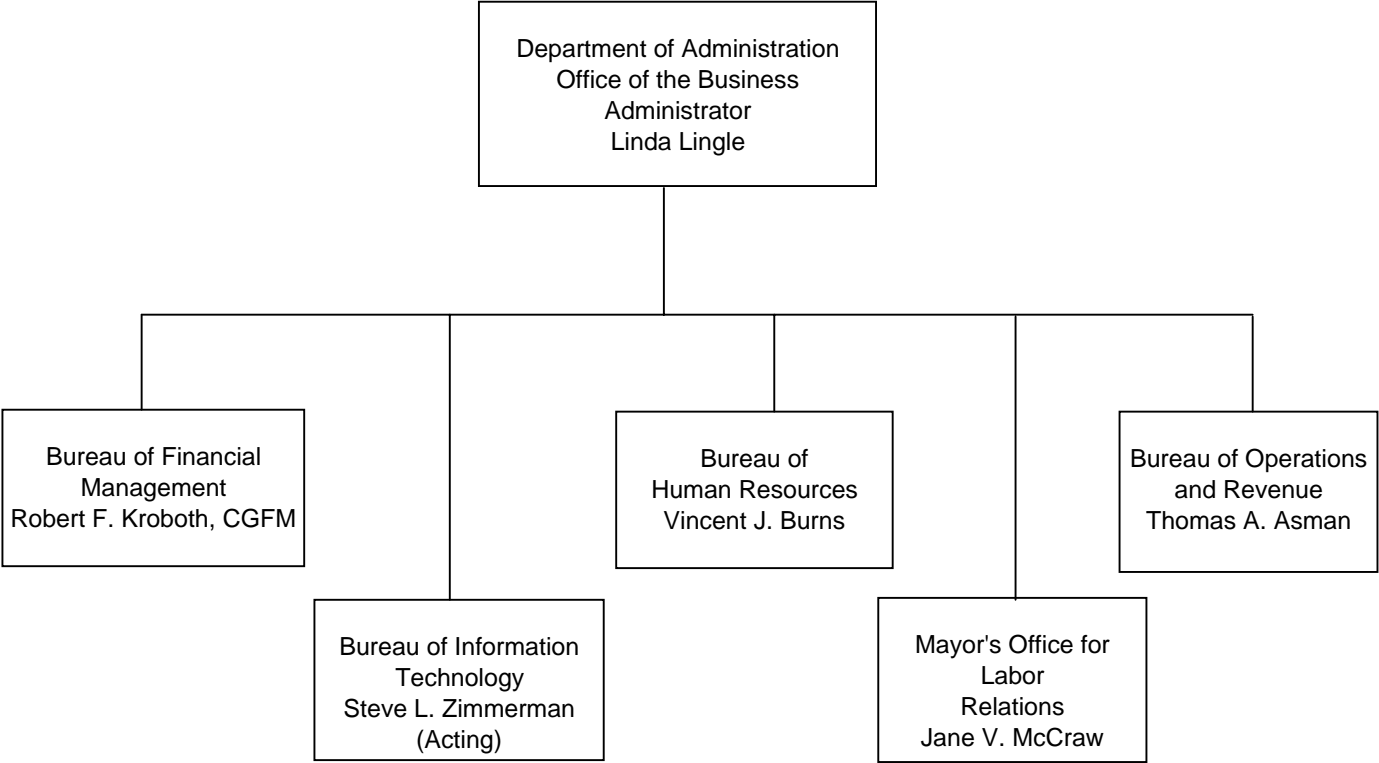 Department of Administration
Office of the Business
Administrator
Linda Lingle
Bureau of Financial
Management
Robert F. Kroboth, CGFM
Bureau of
Human Resources
Vincent J. Burns
Bureau of Operations
and Revenue
Thomas A. Asman
Bureau of Information
Technology
Steve L. Zimmerman
(Acting)
Mayor's Office for
Labor
Relations
Jane V. McCraw